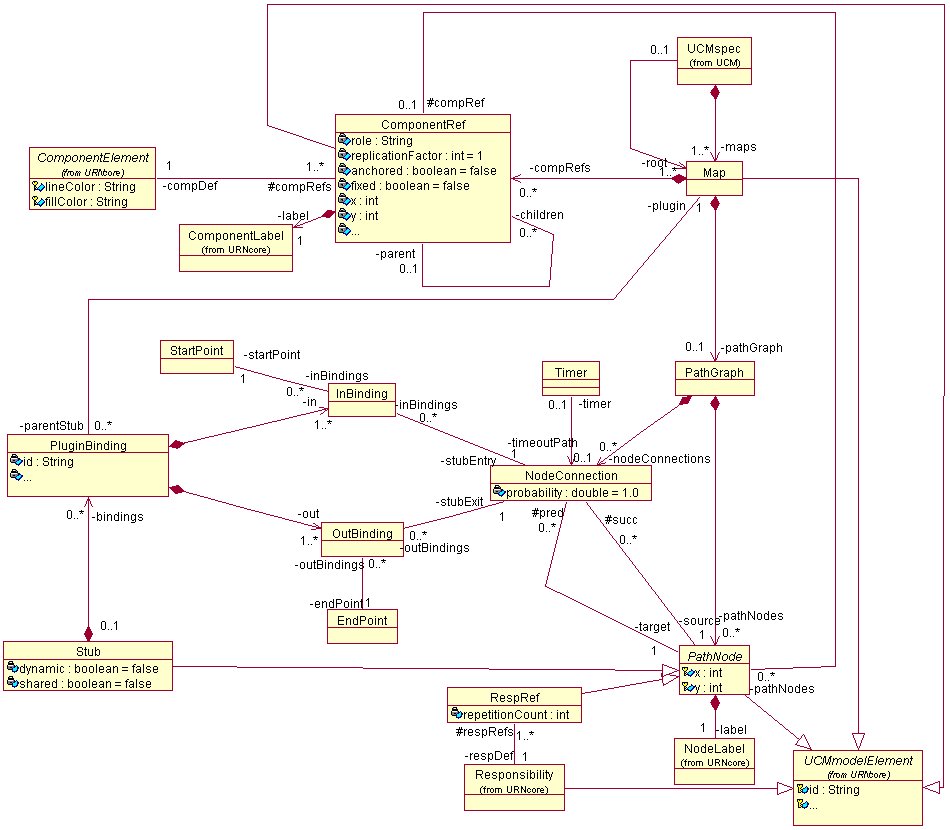 UCMspec
(from UCM)
0..1
0..1
#compRef
ComponentRef
role : String
replicationFactor : int = 1
anchored : boolean = false
fixed : boolean = false
x : int
y : int
...
ComponentElement
(from URNcore)
lineColor : String
fillColor : String
1
-compDef
1..*
#compRefs
1..*
-maps
-root
1..*
Map
-compRefs
0..*
-plugin
1
-label
1
ComponentLabel
(from URNcore)
-children
0..*
-parent
0..1
StartPoint
-startPoint
1
-inBindings
0..*
InBinding
-in
1..*
-inBindings
0..*
Timer
0..1
-timer
0..1
-pathGraph
PathGraph
-parentStub
0..*
PluginBinding
id : String
...
-timeoutPath
1
0..1
0..*
-nodeConnections
-stubEntry
NodeConnection
probability : double = 1.0
-stubExit
1
0..*
-bindings
-out
1..*
OutBinding
0..*
-outBindings
-outBindings
0..*
#pred
0..*
#succ
0..*
-endPoint
1
EndPoint
0..1
Stub
dynamic : boolean = false
shared : boolean = false
-target
1
-source
1
-pathNodes
0..*
PathNode
x : int
y : int
0..*
-pathNodes
RespRef
repetitionCount : int
#respRefs
1..*
-respDef
1
Responsibility
(from URNcore)
1
-label
NodeLabel
(from URNcore)
UCMmodelElement
(from URNcore)
id : String
...